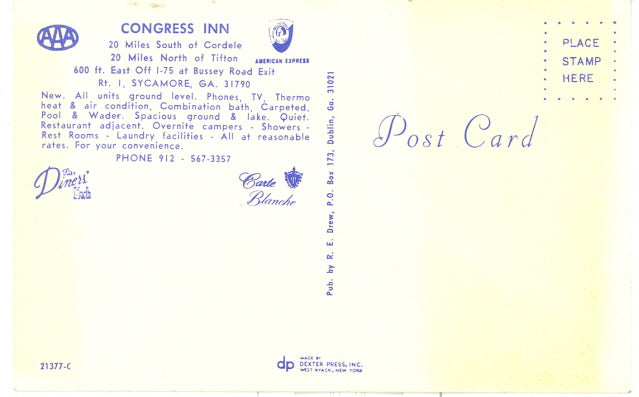 AAA
CONGRESS INN
20 Miles South of Cordele
20 Miles North of Tifton
AMERICAN EXPRESS
600 ft. East Off I-75 at Bussey Road Exit
Rt. 1, SYCAMORE, GA. 31790
New. All units ground level. Phones, TV, Thermo
heat & air condition, Combination bath, Carpeted,
Pool & Wader. Spacious ground & lake. Quiet.
Restaurant adjacent. Overnite campers - Showers -
Rest Rooms - Laundry facilities - All at reasonable
rates. For your convenience.
PHONE 912 - 567-3357
The
Diners'
Club
Carte
Blanche
21377-C
Pub. by R. E. Drew, P.O. Box 173, Dublin, Ga. 31021
dp
MADE BY
DEXTER PRESS, INC.
WEST NYACK, NEW YORK
Post Card
PLACE
STAMP
HERE